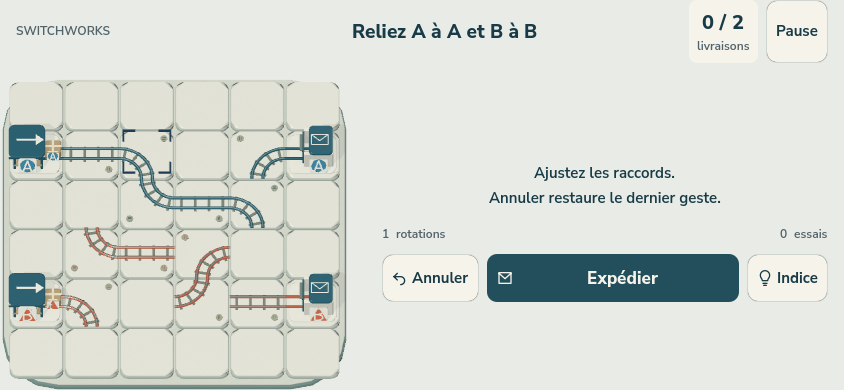 SWITCHWORKS
Reliez A à A et B à B
0 / 2
livraisons
Pause
A
A
A
Ajustez les raccords.
Annuler restaure le dernier geste.
1 rotations
0 essais
Annuler
Expédier
Indice
B
B